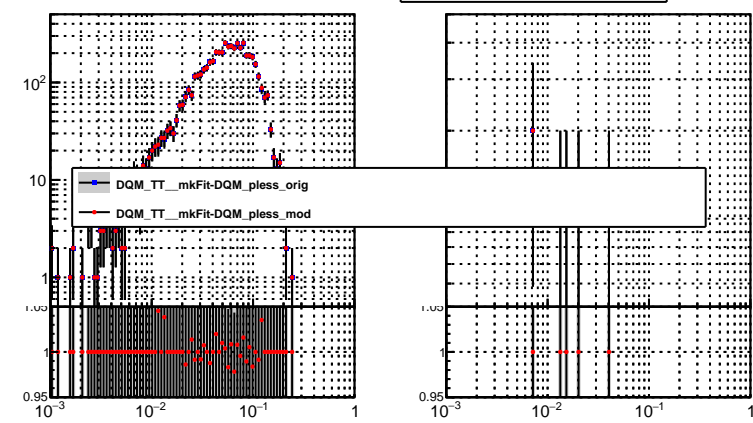 10²
10
DQM_TT__mkFit-DQM_pless_orig
DQM_TT__mkFit-DQM_pless_mod
1
1.05 1.05
1 1
0.95 0.95
10⁻³ 10⁻² 10⁻¹ 1 10⁻³ 10⁻² 10⁻¹ 1